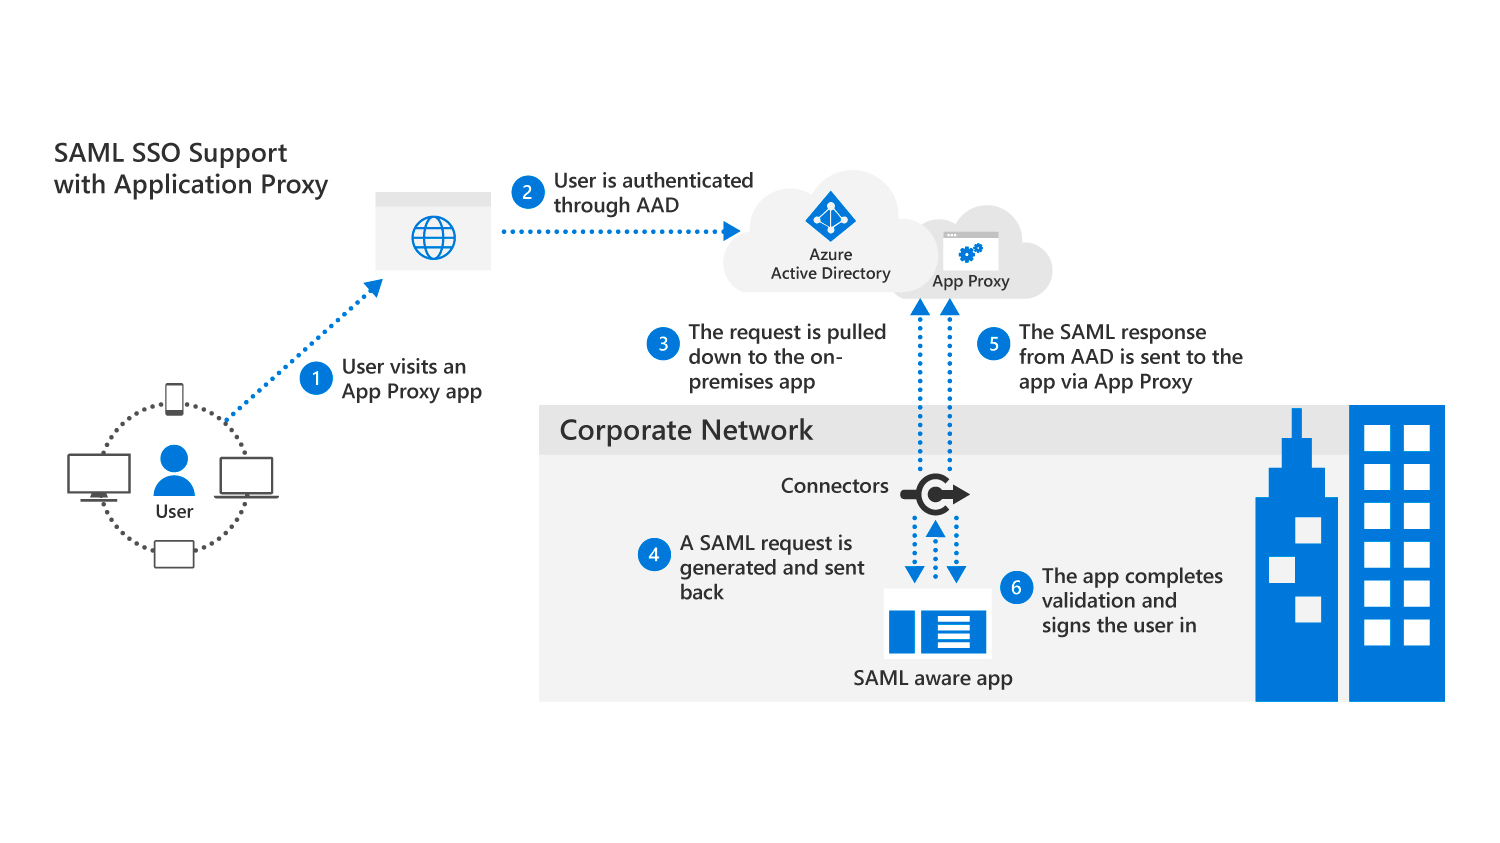 SAML SSO Support
with Application Proxy
2
User is authenticated
through AAD
Azure
Active Directory
App Proxy
1
User visits an
App Proxy app
User
3
The request is pulled
down to the on-
premises app
5
The SAML response
from AAD is sent to the
app via App Proxy
Corporate Network
Connectors
4
A SAML request is
generated and sent
back
6
The app completes
validation and
signs the user in
SAML aware app